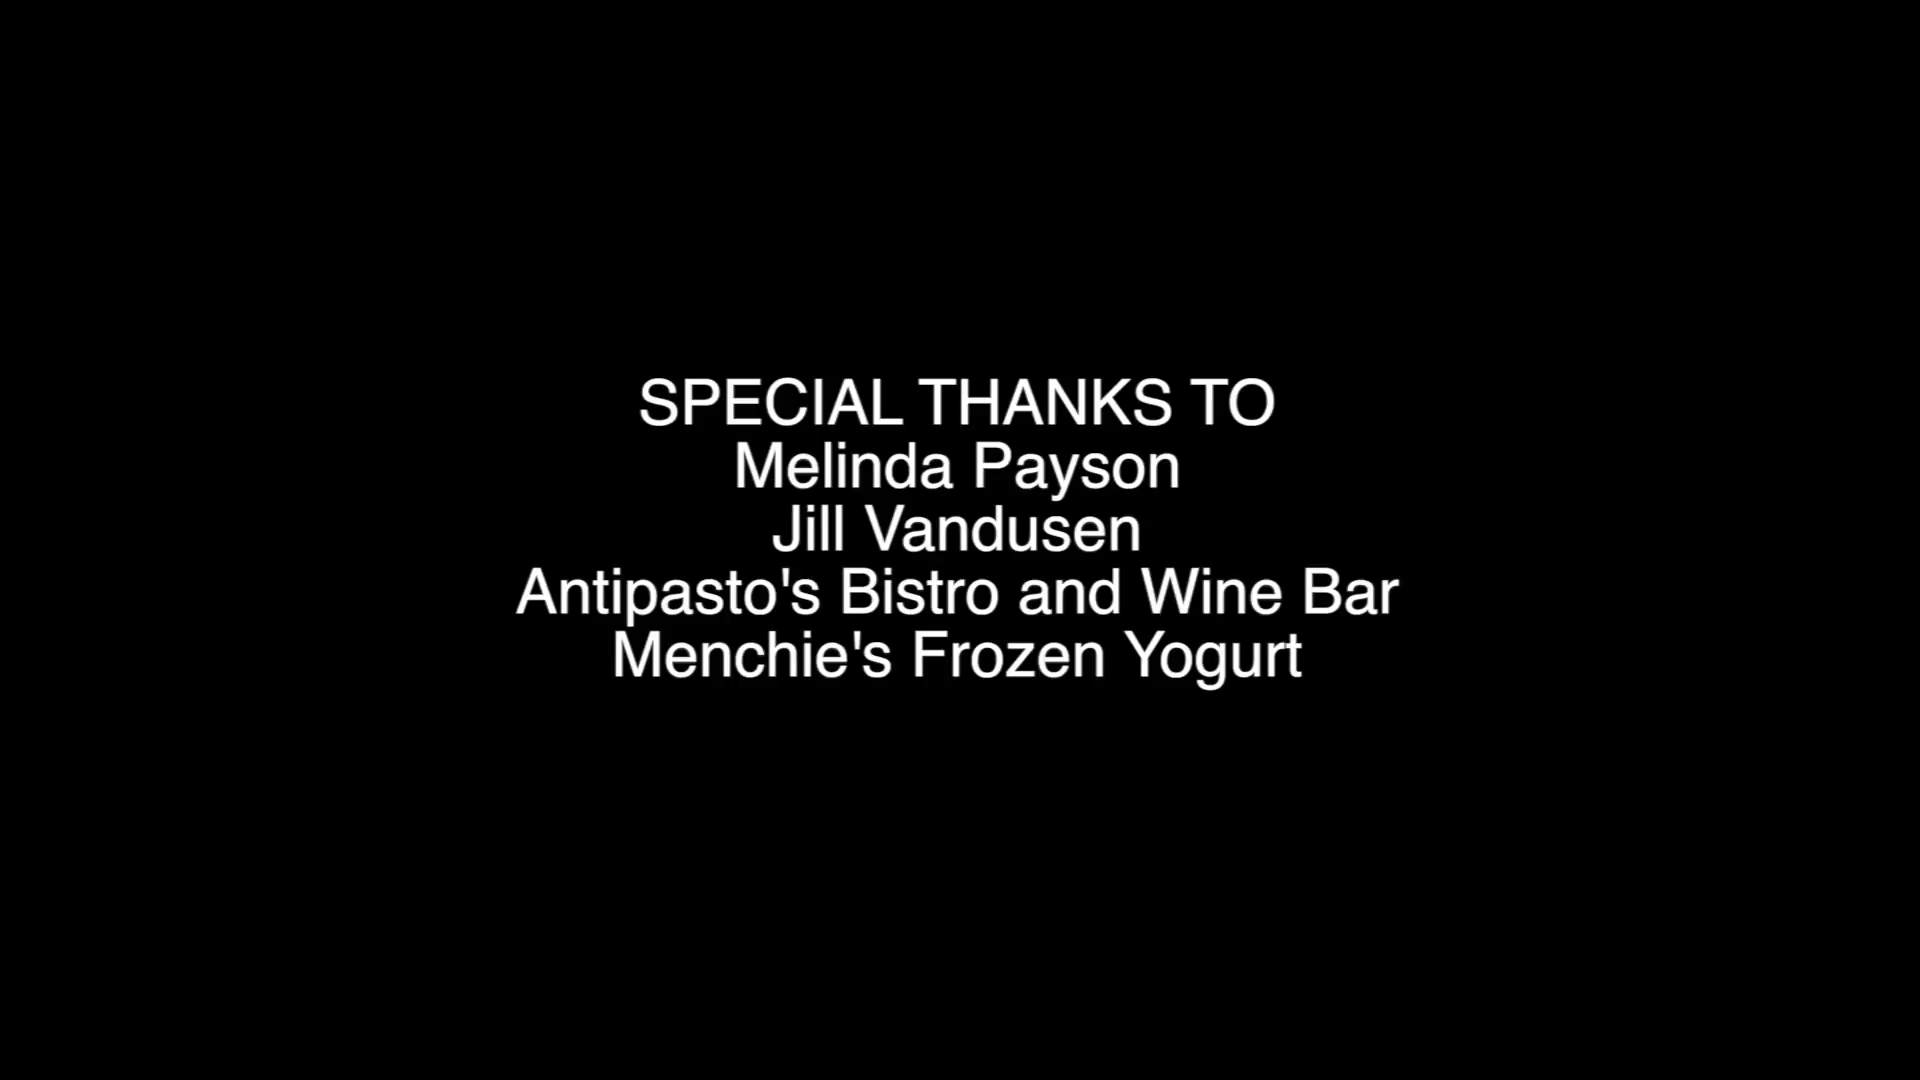 SPECIAL THANKS TO
Melinda Payson
Jill Vandusen
Antipasto's Bistro and Wine Bar
Menchie's Frozen Yogurt